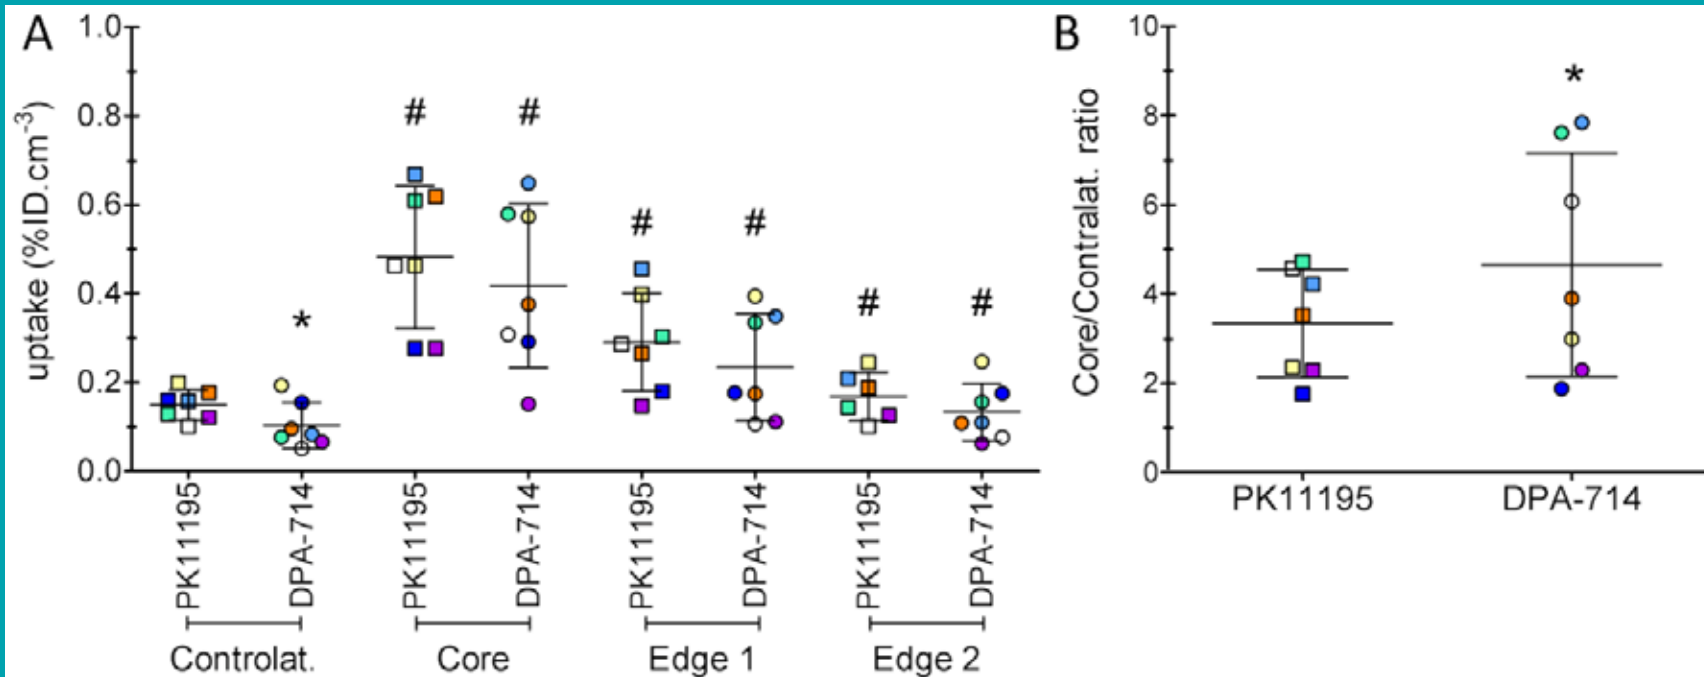 A
uptake (%ID.cm-3)
1.0
0.8
0.6
0.4
0.2
0.0
*
# #
# #
# #
PK11195 DPA-714 PK11195 DPA-714 PK11195 DPA-714 PK11195 DPA-714
Controlat. Core Edge 1 Edge 2
B
Core/Contralat. ratio
10
8
6
4
2
0
*
PK11195 DPA-714